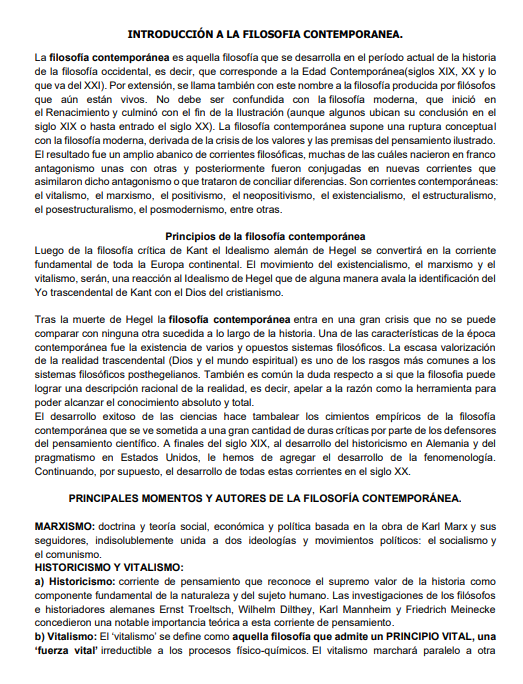 INTRODUCCIÓN A LA FILOSOFIA CONTEMPORANEA.
La filosofía contemporánea es aquella filosofía que se desarrolla en el período actual de la historia
de la filosofía occidental, es decir, que corresponde a la Edad Contemporánea(siglos XIX, XX y lo
que va del XXI). Por extensión, se llama también con este nombre a la filosofía producida por filósofos
que aún están vivos. No debe ser confundida con la filosofía moderna, que inició en
el Renacimiento y culminó con el fin de la Ilustración (aunque algunos ubican su conclusión en el
siglo XIX o hasta entrado el siglo XX). La filosofía contemporánea supone una ruptura conceptual
con la filosofía moderna, derivada de la crisis de los valores y las premisas del pensamiento ilustrado.
El resultado fue un amplio abanico de corrientes filosóficas, muchas de las cuáles nacieron en franco
antagonismo unas con otras y posteriormente fueron conjugadas en nuevas corrientes que
asimilaron dicho antagonismo o que trataron de conciliar diferencias. Son corrientes contemporáneas:
el vitalismo, el marxismo, el positivismo, el neopositivismo, el existencialismo, el estructuralismo,
el posestructuralismo, el posmodernismo, entre otras.
Principios de la filosofía contemporánea
Luego de la filosofía crítica de Kant el Idealismo alemán de Hegel se convertirá en la corriente
fundamental de toda la Europa continental. El movimiento del existencialismo, el marxismo y el
vitalismo, serán, una reacción al Idealismo de Hegel que de alguna manera avala la identificación del
Yo trascendental de Kant con el Dios del cristianismo.
Tras la muerte de Hegel la filosofía contemporánea entra en una gran crisis que no se puede
comparar con ninguna otra sucedida a lo largo de la historia. Una de las características de la época
contemporánea fue la existencia de varios y opuestos sistemas filosóficos. La escasa valorización
de la realidad trascendental (Dios y el mundo espiritual) es uno de los rasgos más comunes a los
sistemas filosóficos posthegelianos. También es común la duda respecto a si que la filosofía puede
lograr una descripción racional de la realidad, es decir, apelar a la razón como la herramienta para
poder alcanzar el conocimiento absoluto y total.
El desarrollo exitoso de las ciencias hace tambalear los cimientos empíricos de la filosofía
contemporánea que se ve sometida a una gran cantidad de duras críticas por parte de los defensores
del pensamiento científico. A finales del siglo XIX, al desarrollo del historicismo en Alemania y del
pragmatismo en Estados Unidos, le hemos de agregar el desarrollo de la fenomenología.
Continuando, por supuesto, el desarrollo de todas estas corrientes en el siglo XX.
PRINCIPALES MOMENTOS Y AUTORES DE LA FILOSOFÍA CONTEMPORÁNEA.
MARXISMO: doctrina y teoría social, económica y política basada en la obra de Karl Marx y sus
seguidores, indisolublemente unida a dos ideologías y movimientos políticos: el socialismo y
el comunismo.
HISTORICISMO Y VITALISMO:
a) Historicismo: corriente de pensamiento que reconoce el supremo valor de la historia como
componente fundamental de la naturaleza y del sujeto humano. Las investigaciones de los filósofos
e historiadores alemanes Ernst Troeltsch, Wilhelm Dilthey, Karl Mannheim y Friedrich Meinecke
concedieron una notable importancia teórica a esta corriente de pensamiento.
b) Vitalismo: El 'vitalismo' se define como aquella filosofía que admite un PRINCIPIO VITAL, una
'fuerza vital' irreductible a los procesos físico-químicos. El vitalismo marchará paralelo a otra